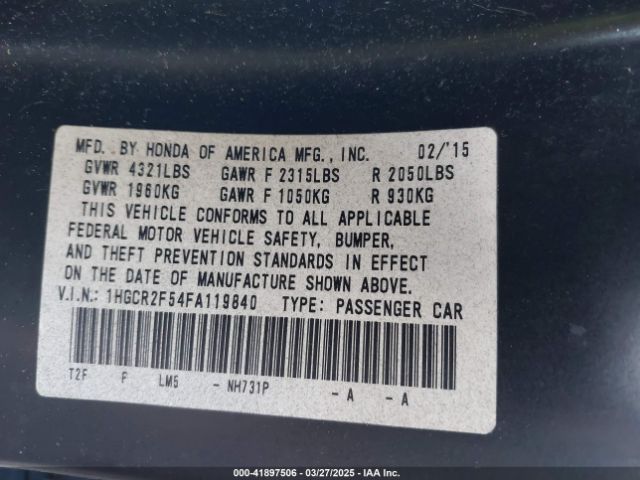 MFD. BY HONDA OF AMERICA MFG., INC. 02/'15
GVWR 4321LBS GAWR F 2315LBS R 2050LBS
GVWR 1960KG GAWR F 1050KG R 930KG
THIS VEHICLE CONFORMS TO ALL APPLICABLE
FEDERAL MOTOR VEHICLE SAFETY, BUMPER,
AND THEFT PREVENTION STANDARDS IN EFFECT
ON THE DATE OF MANUFACTURE SHOWN ABOVE.
V.I.N.: 1HGCR2F54FA119840 TYPE: PASSENGER CAR
T2F F LM5 - NH731P - A - A
000-41897506 | 03/27/2025 - IAA Inc.